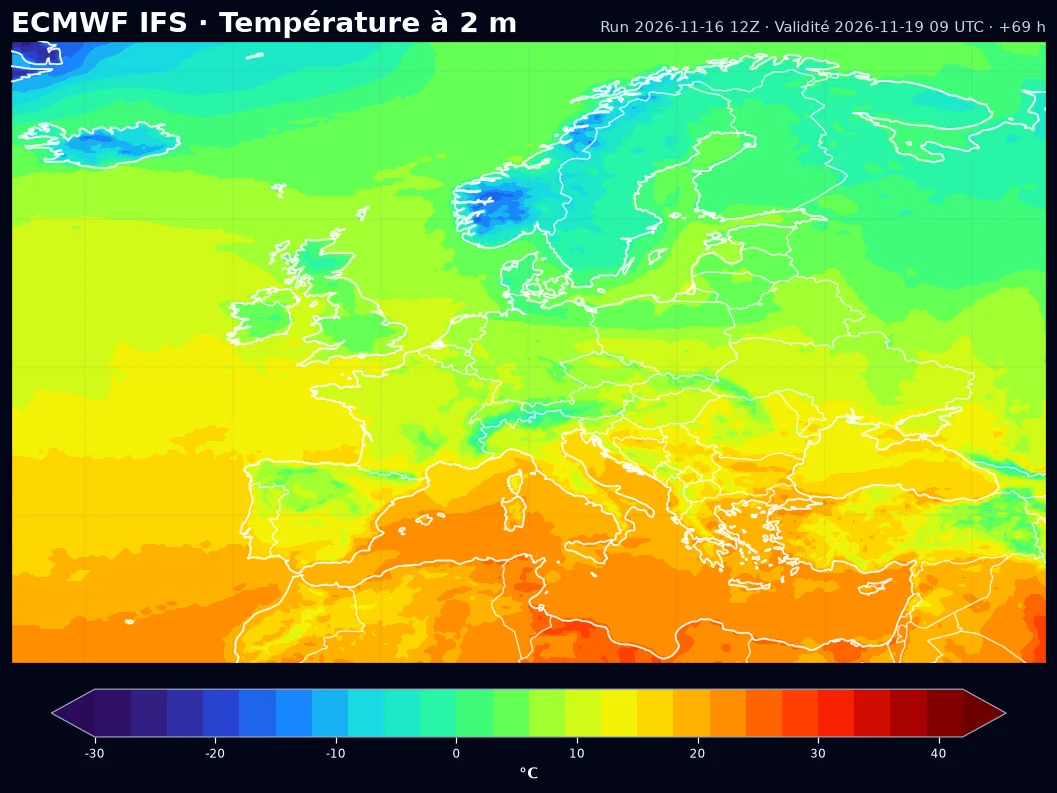 ECMWF IFS · Température à 2 m
Run 2026-11-16 12Z · Validité 2026-11-19 09 UTC · +69 h
-30 -20 -10 0 10 20 30 40
°C